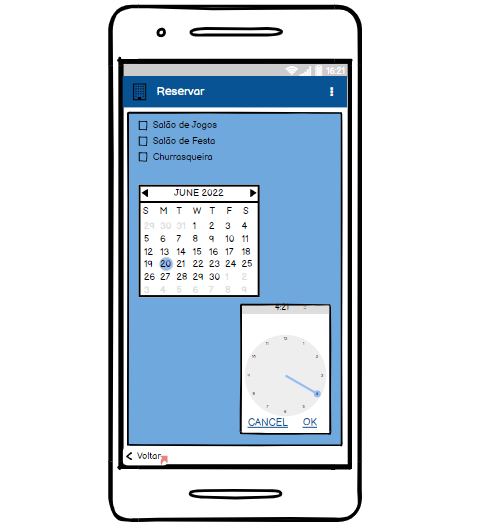 16:21
Reservar
Salão de Jogos
Salão de Festa
Churrasqueira
JUNE 2022
S M T W T F S
29 30 31 1 2 3 4
5 6 7 8 9 10 11
12 13 14 15 16 17 18
19 20 21 22 23 24 25
26 27 28 29 30 1 2
3 4 5 6 7 8 9
4:21
12
11 1
10 2
9 3
8 4
7 5
6
CANCEL OK
Voltar